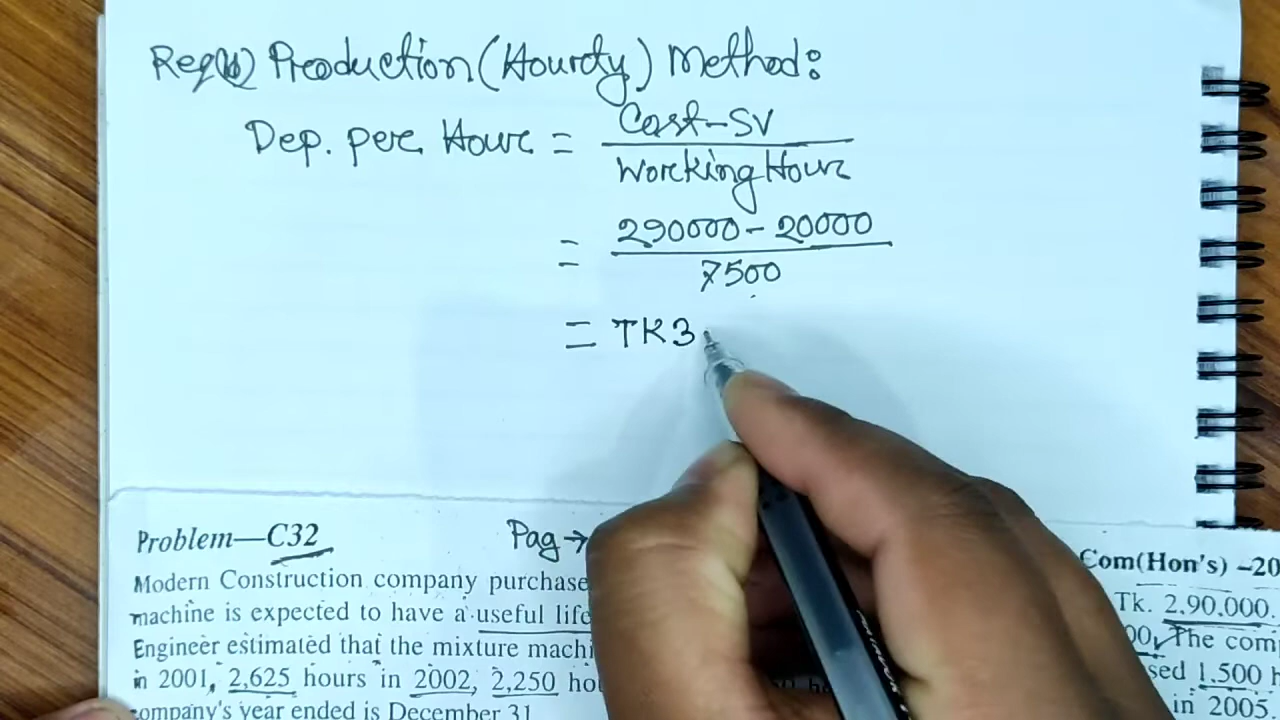 Req(b) Production (Hourly) Method:
Dep. per Hour = Cost-SV
Working Hour
= 290000 - 20000
7500
= TK3
Problem—C32 Pag→ Com(Hon's) –20
Modern Construction company purchase Tk. 2,90,000.
machine is expected to have a useful life 00, The comp
Engineer estimated that the mixture machi sed 1,500 h
in 2001, 2,625 hours in 2002, 2,250 ho in 2005.
company's year ended is December 31